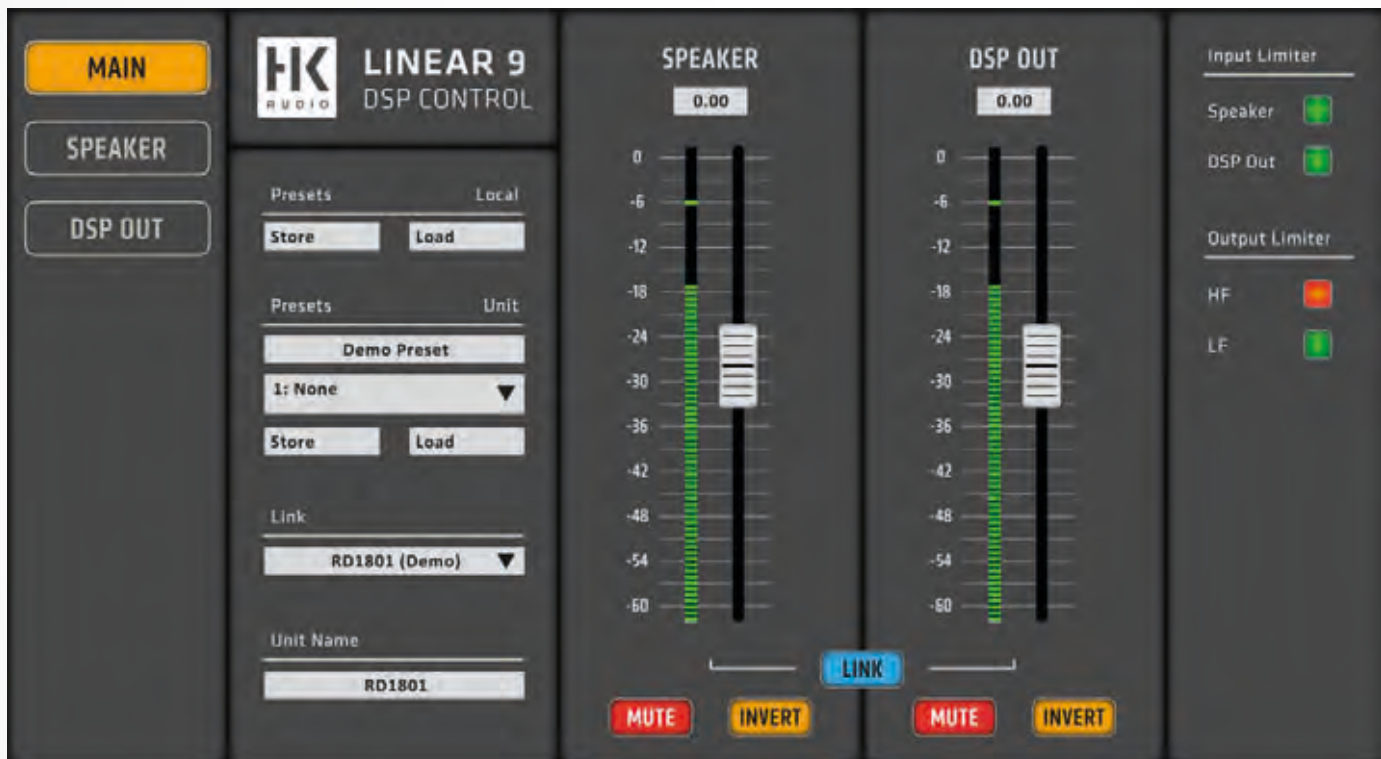 MAIN
SPEAKER
DSP OUT
HK
AUDIO
LINEAR 9
DSP CONTROL
Presets Local
Store Load
Presets Unit
Demo Preset
1: None
Store Load
Link
RD1801 (Demo)
Unit Name
RD1801
SPEAKER
0.00
0
-6
-12
-18
-24
-30
-36
-42
-48
-54
-60
MUTE INVERT
LINK
DSP OUT
0.00
0
-6
-12
-18
-24
-30
-36
-42
-48
-54
-60
MUTE INVERT
Input Limiter
Speaker
DSP Out
Output Limiter
HF
LF